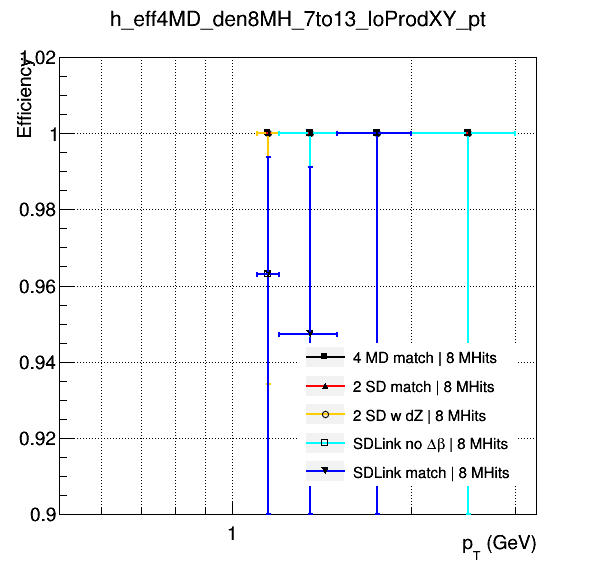 h_eff4MD_den8MH_7to13_loProdXY_pt
Efficiency
1.02
1
0.98
0.96
0.94
0.92
0.9
4 MD match | 8 MHits
2 SD match | 8 MHits
2 SD w dZ | 8 MHits
SDLink no Δβ | 8 MHits
SDLink match | 8 MHits
1
p_T (GeV)